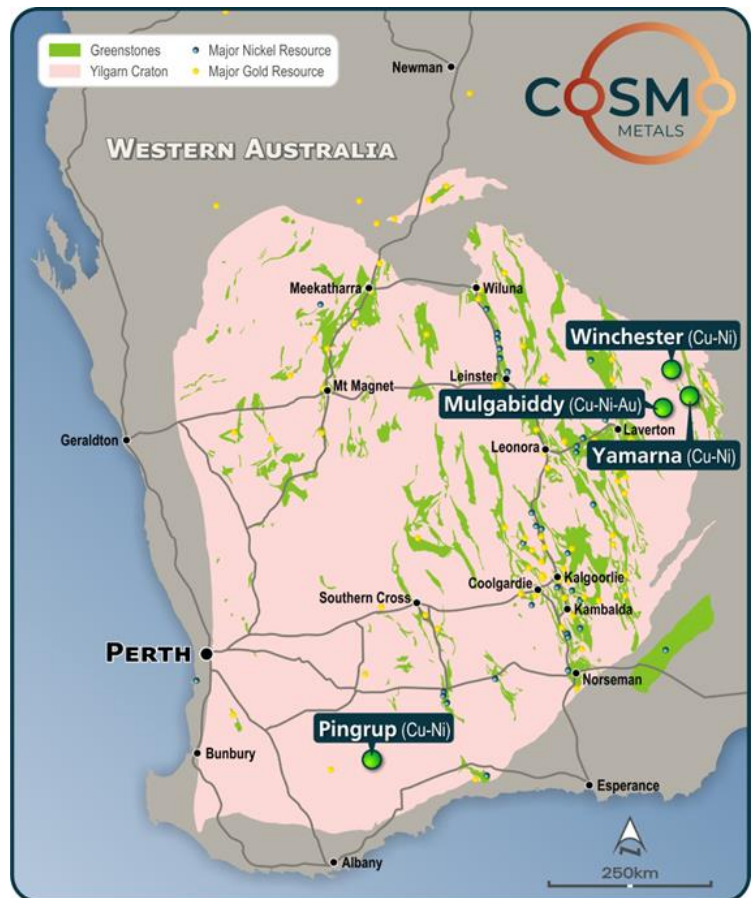 Greenstones
Major Nickel Resource
Yilgarn Craton
Major Gold Resource
Newman
COSMO
METALS
WESTERN AUSTRALIA
Meekatharra
Wiluna
Winchester (Cu-Ni)
Leinster
Mt Magnet
Mulgabiddy (Cu-Ni-Au)
Laverton
Geraldton
Leonora
Yamarna (Cu-Ni)
Kalgoorlie
Coolgardie
Southern Cross
Kambalda
PERTH
Norseman
Pingrup (Cu-Ni)
Bunbury
Esperance
Albany
N
250km